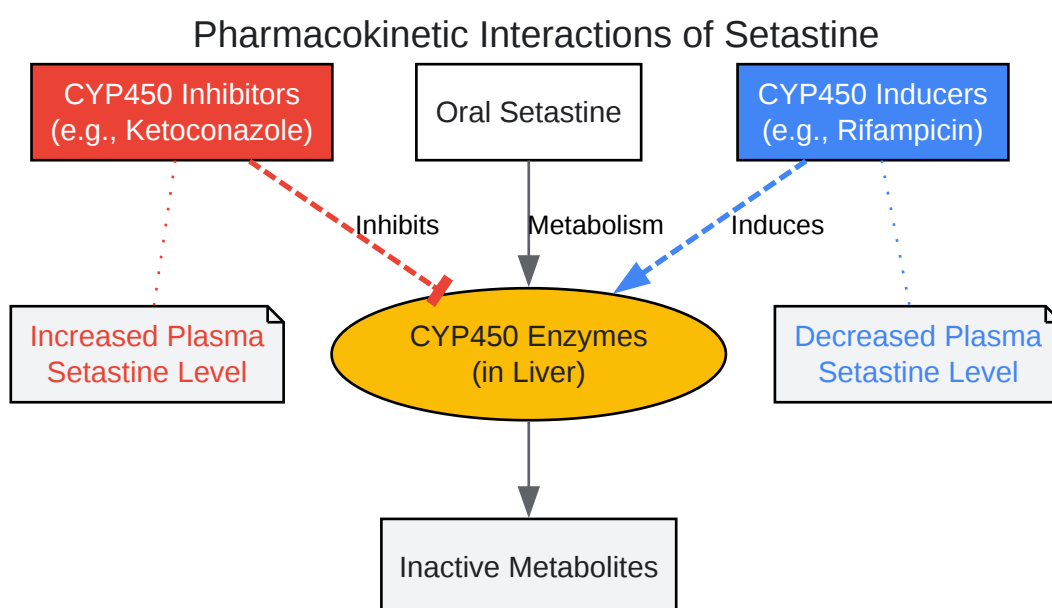 Pharmacokinetic Interactions of Setastine
CYP450 Inhibitors
(e.g., Ketoconazole)
Oral Setastine
CYP450 Inducers
(e.g., Rifampicin)
Inhibits
Metabolism
Induces
Increased Plasma
Setastine Level
CYP450 Enzymes
(in Liver)
Decreased Plasma
Setastine Level
Inactive Metabolites